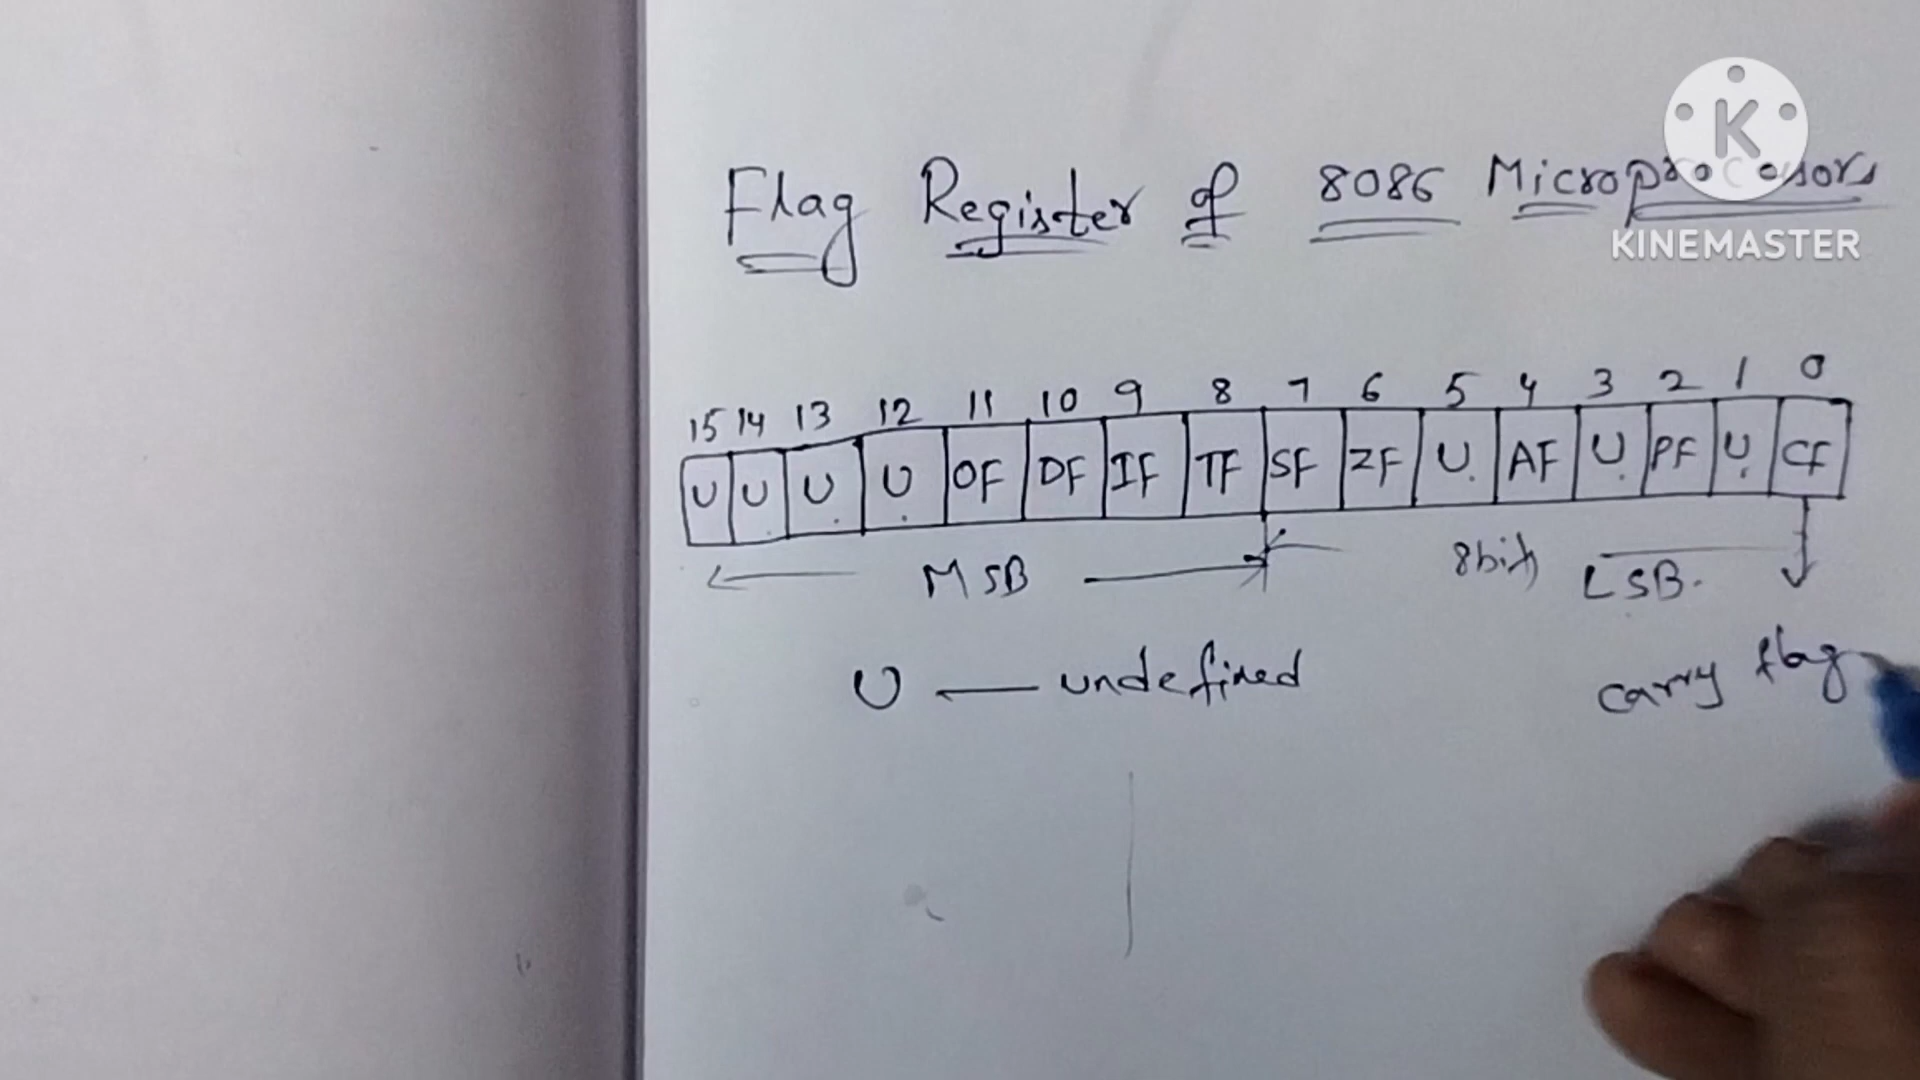 Flag Register of 8086 Microprocessors
K
KINEMASTER
15 14 13 12 11 10 9 8 7 6 5 4 3 2 1 0
U U U U OF DF IF TF SF ZF U AF U PF U CF
MSB 8bit LSB.
U — undefined
carry flag